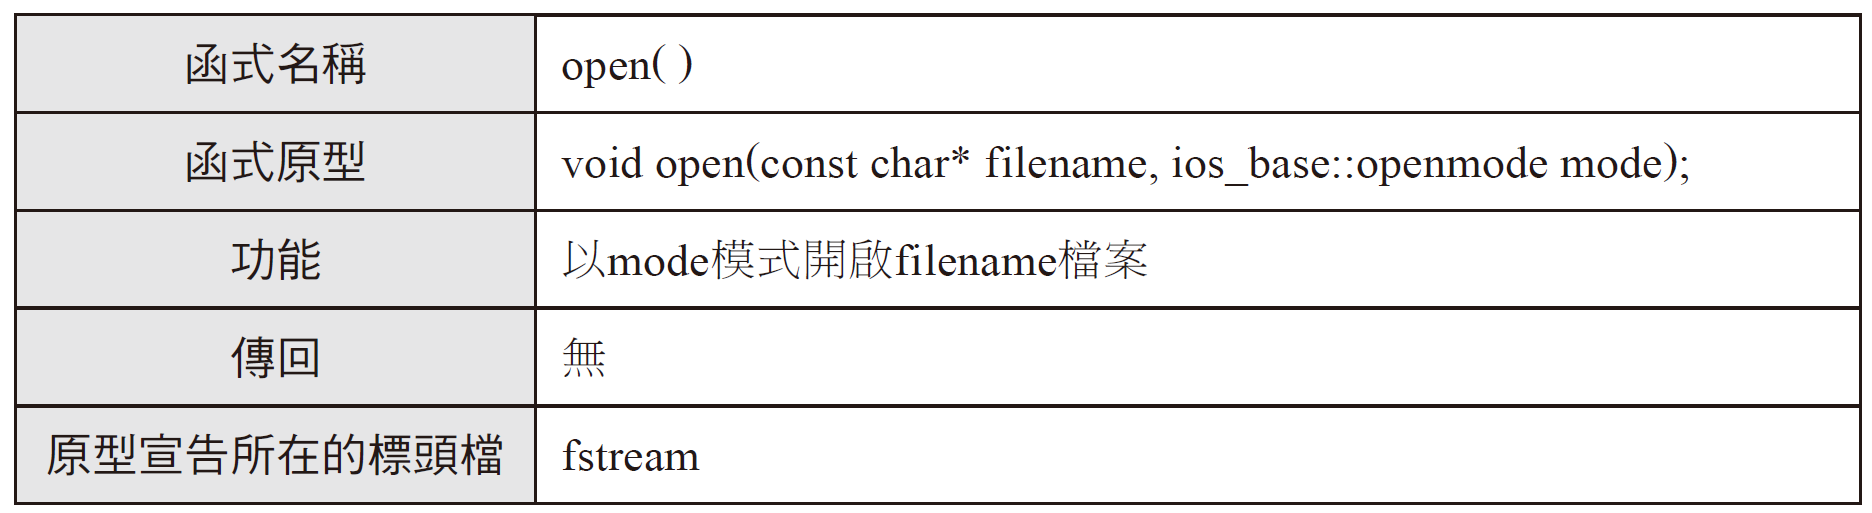 函式名稱 open( )
函式原型 void open(const char* filename, ios_base::openmode mode);
功能 以mode模式開啟filename檔案
傳回 無
原型宣告所在的標頭檔 fstream